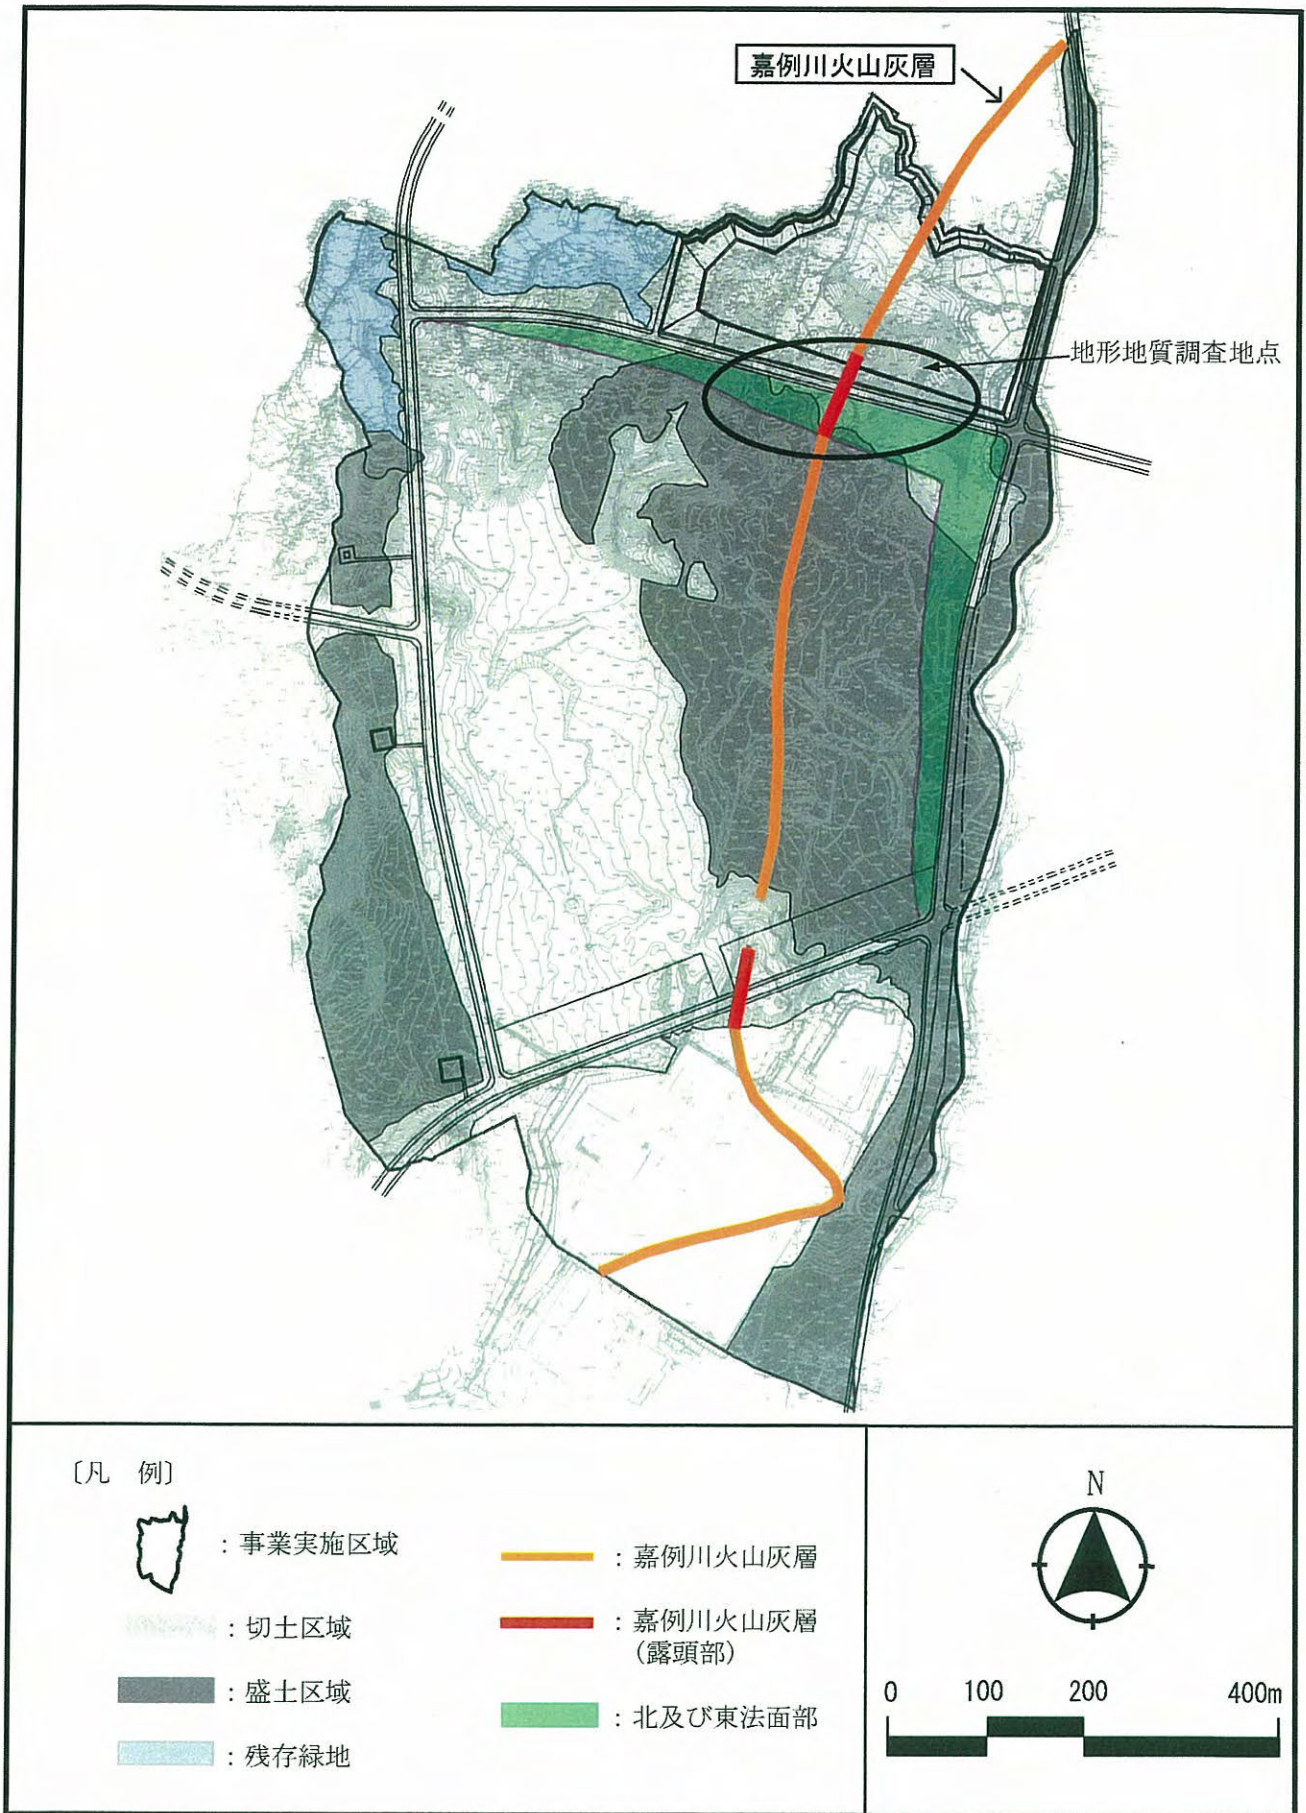 嘉例川火山灰層
地形地質調査地点
〔凡　例〕
：事業実施区域
：切土区域
：盛土区域
：残存緑地
：嘉例川火山灰層
：嘉例川火山灰層
(露頭部)
：北及び東法面部
N
0 100 200 400m